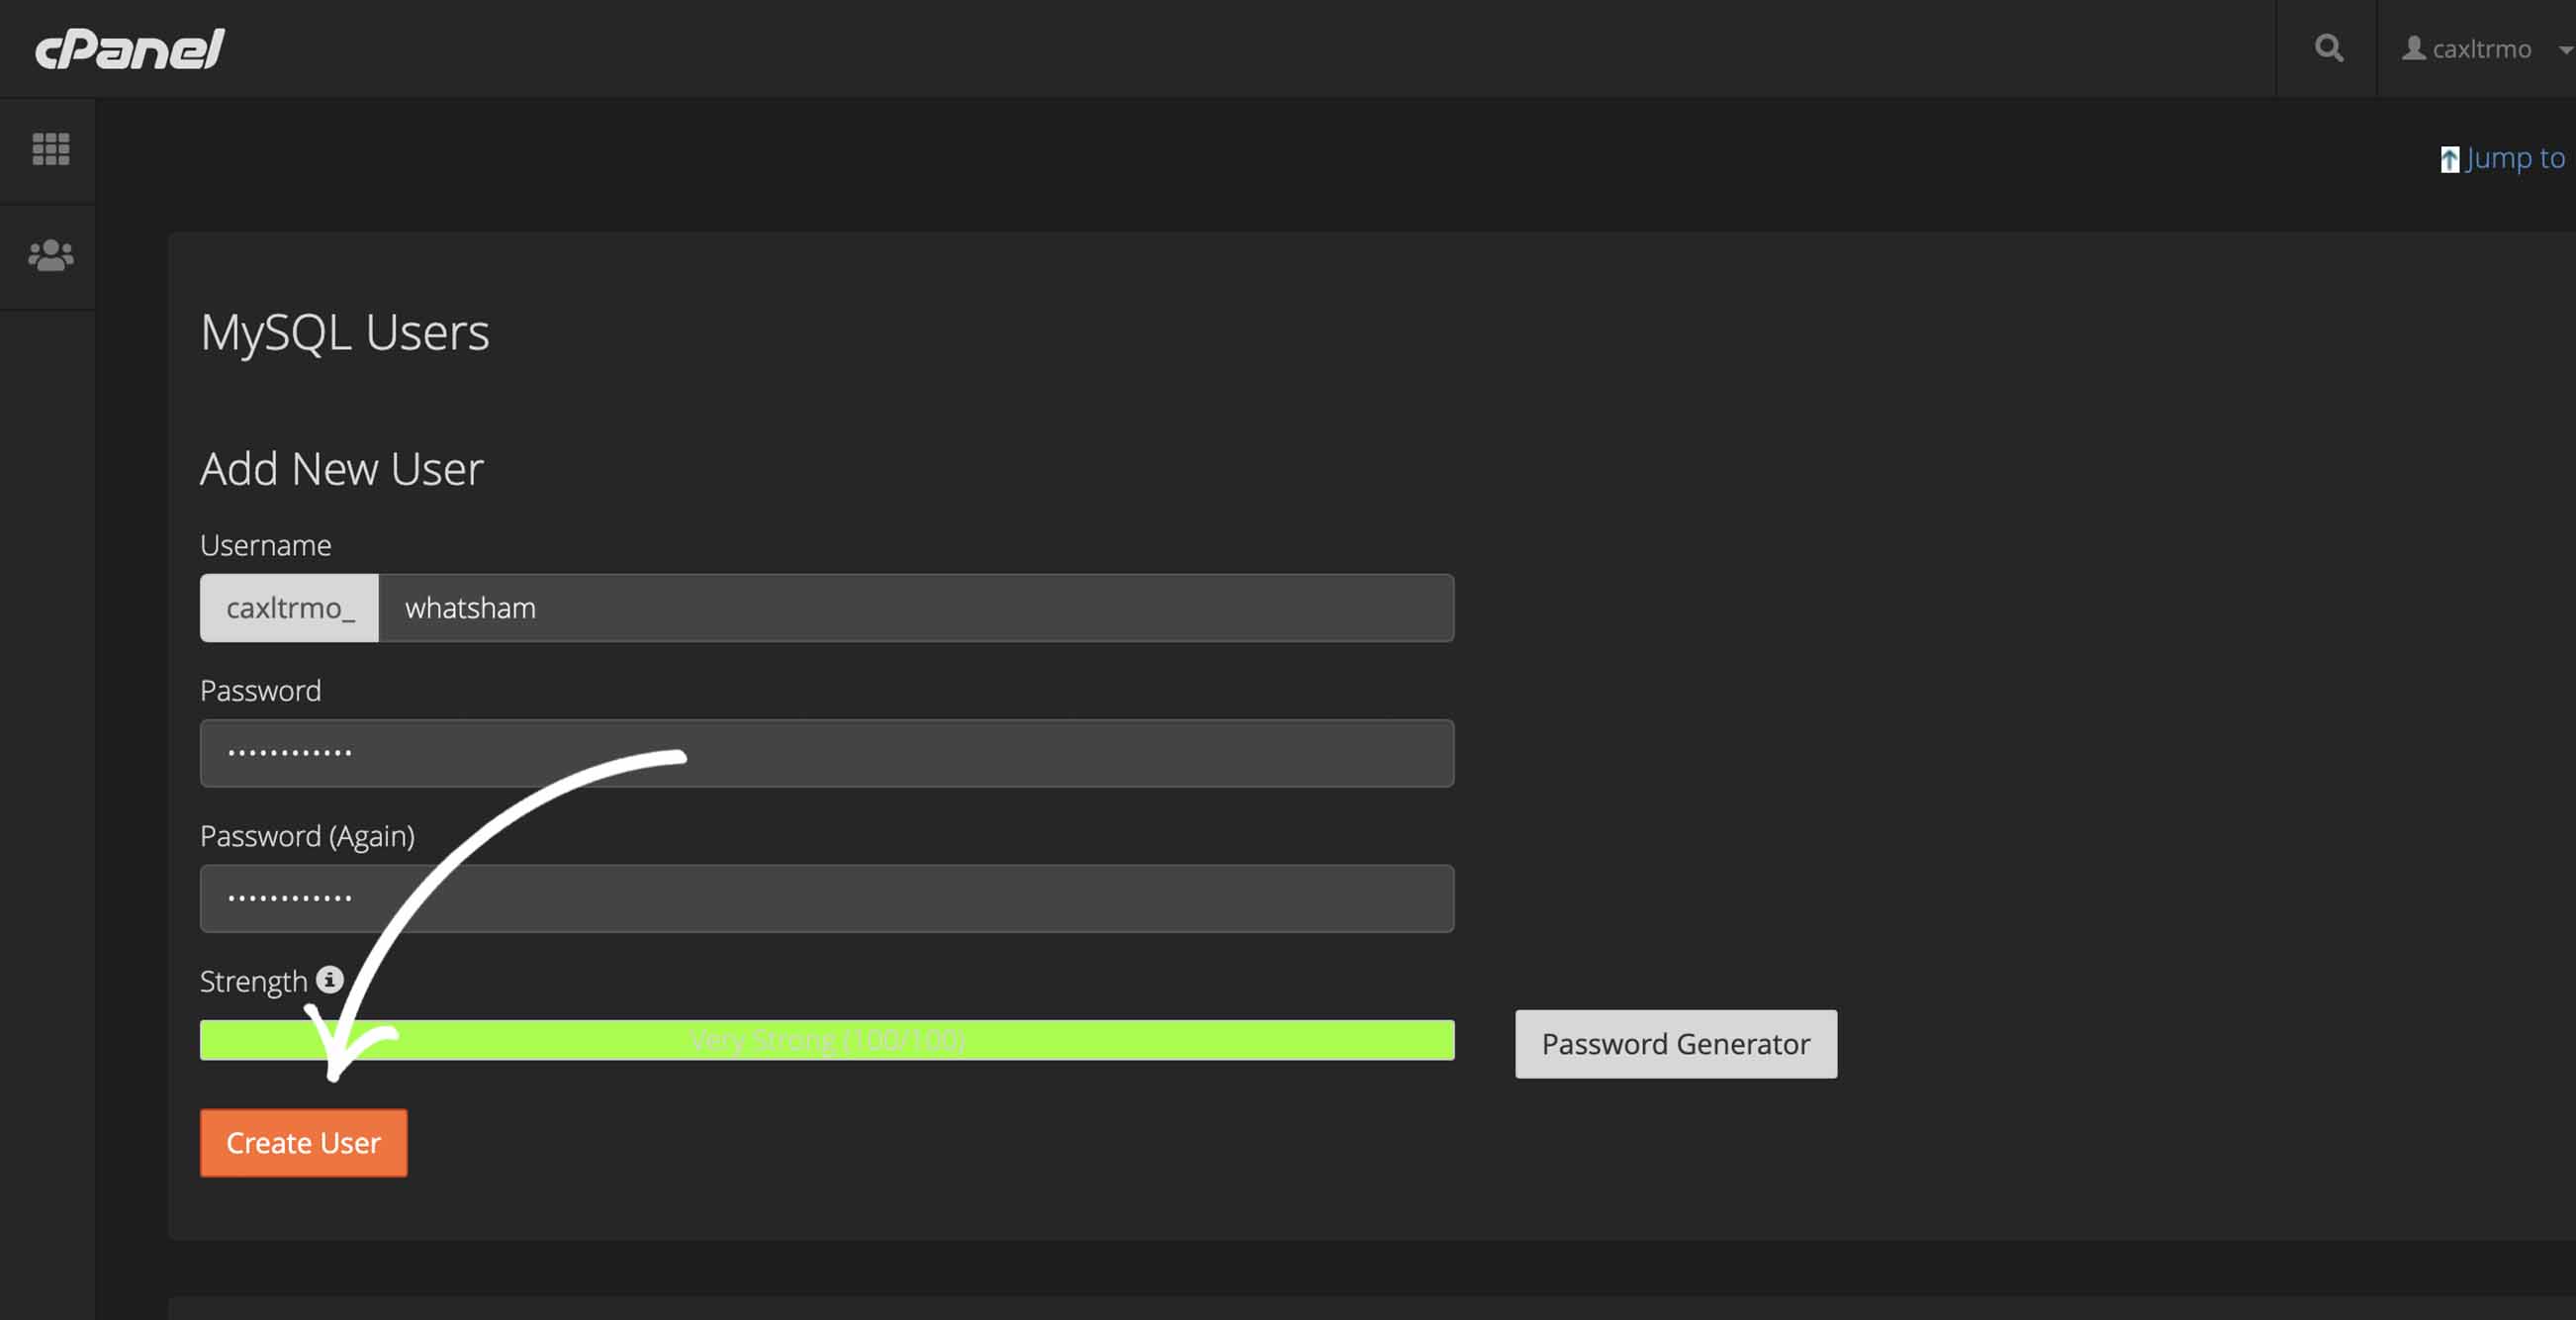 cPanel
caxltrmo
Jump to
MySQL Users
Add New User
Username
caxltrmo_ whatsham
Password
••••••••••••
Password (Again)
••••••••••••
Strength
Very Strong (100/100)
Password Generator
Create User